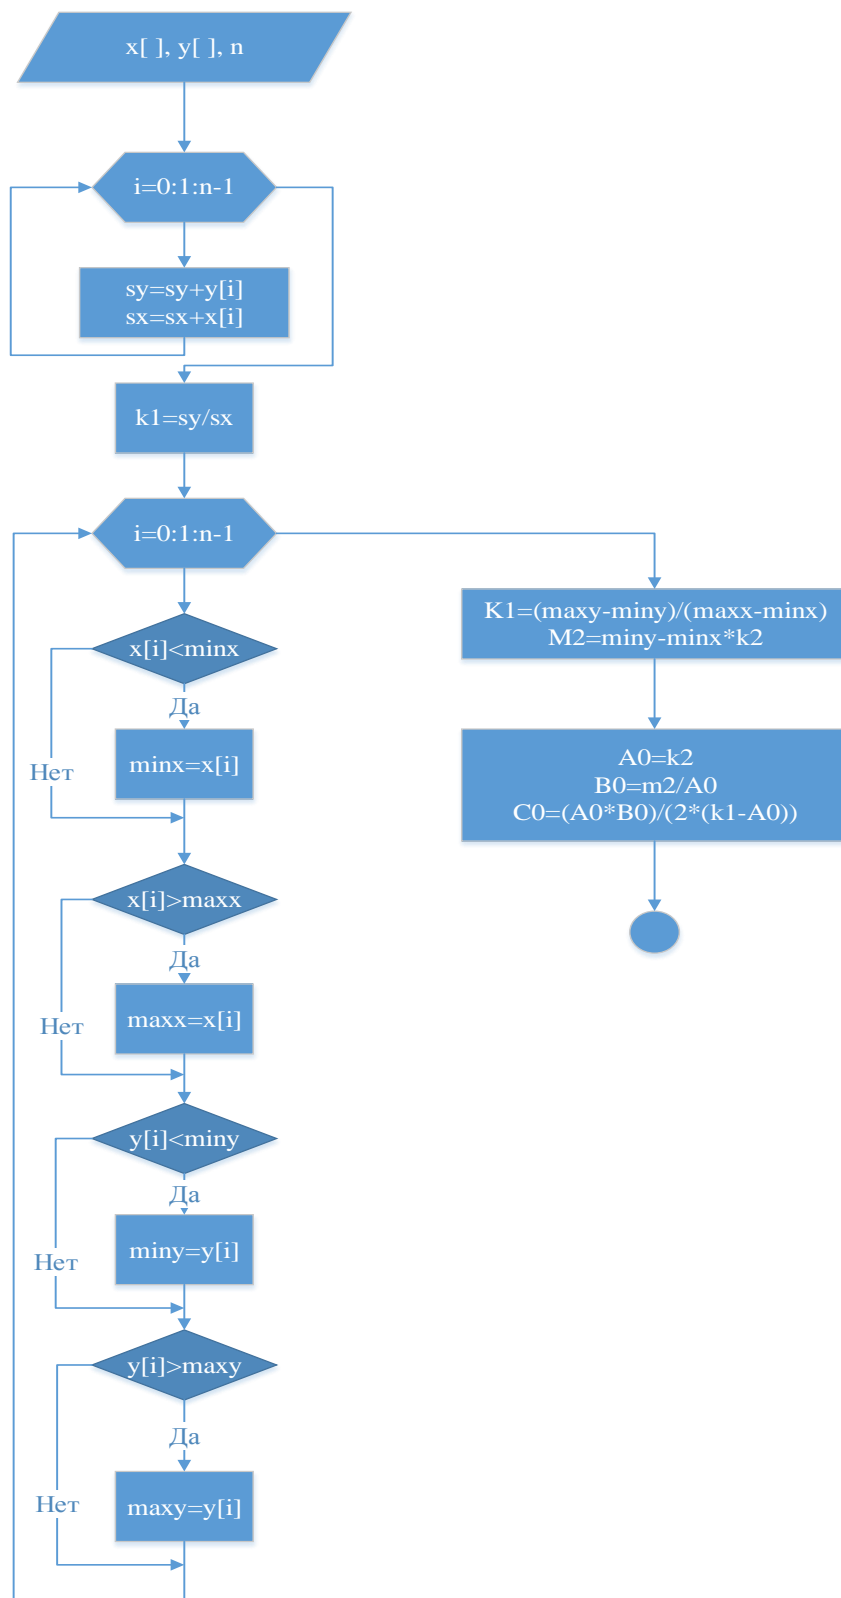 x[ ], y[ ], n
i=0:1:n-1
sy=sy+y[i]
sx=sx+x[i]
k1=sy/sx
i=0:1:n-1
x[i]<minx
Да
Нет
minx=x[i]
x[i]>maxx
Да
Нет
maxx=x[i]
y[i]<miny
Да
Нет
miny=y[i]
y[i]>maxy
Да
Нет
maxy=y[i]
K1=(maxy-miny)/(maxx-minx)
M2=miny-minx*k2
A0=k2
B0=m2/A0
C0=(A0*B0)/(2*(k1-A0))